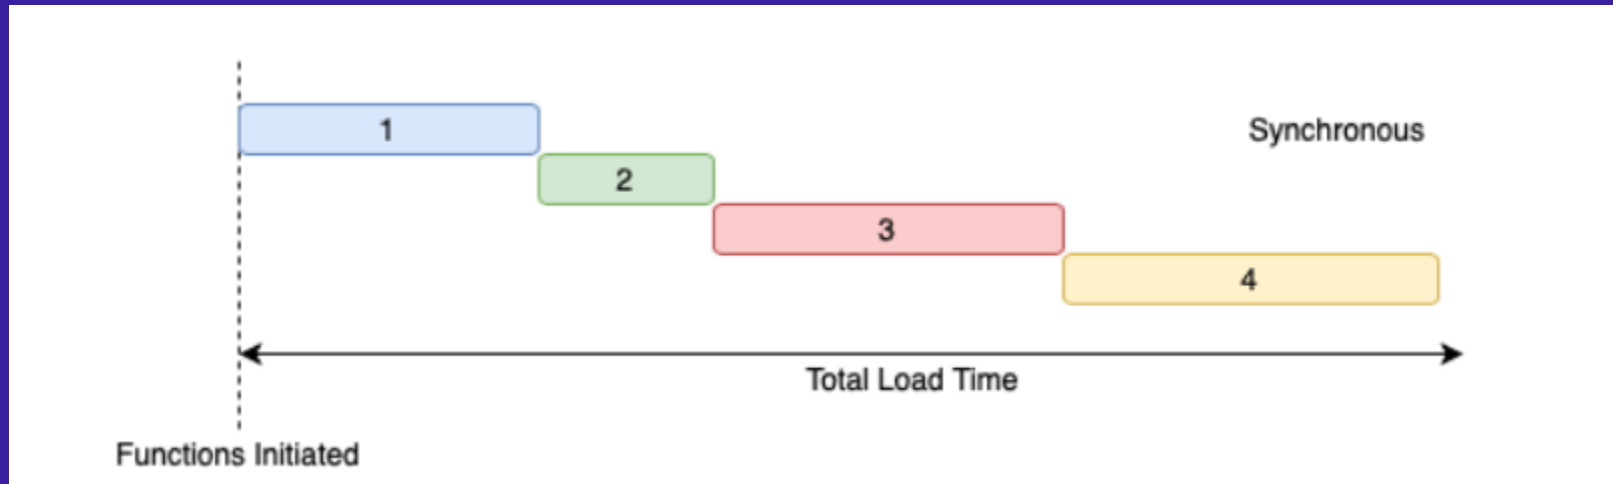 1
Synchronous
2
3
4
Total Load Time
Functions Initiated